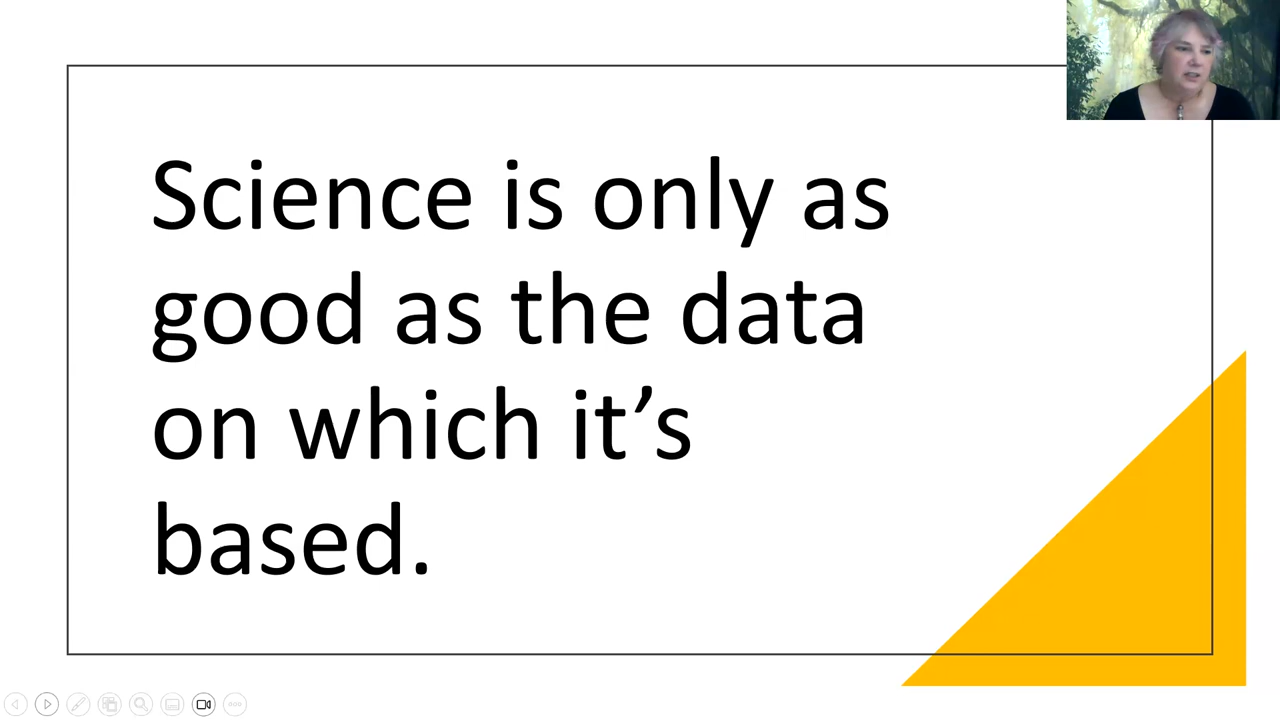 Science is only as
good as the data
on which it’s
based.